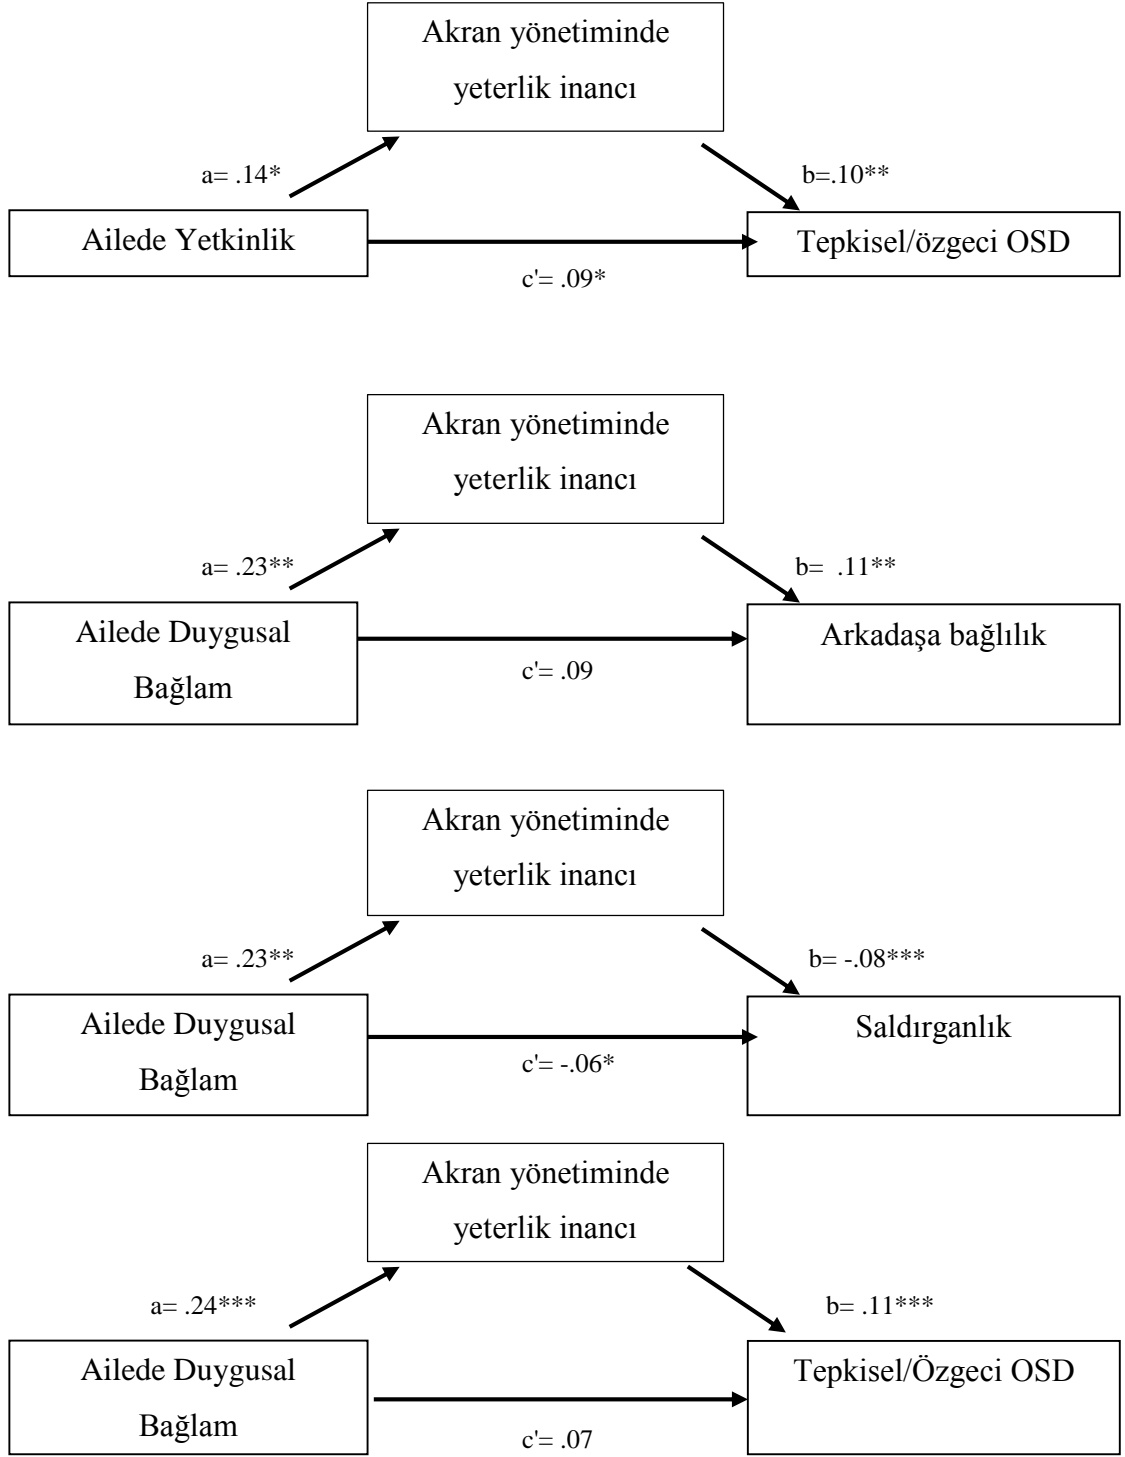 Akran yönetiminde
yeterlik inancı
a= .14*
b=.10**
Ailede Yetkinlik
Tepkisel/özgeci OSD
c'= .09*
Akran yönetiminde
yeterlik inancı
a= .23**
b=  .11**
Ailede Duygusal
Bağlam
Arkadaşa bağlılık
c'= .09
Akran yönetiminde
yeterlik inancı
a= .23**
b= -.08***
Ailede Duygusal
Bağlam
Saldırganlık
c'= -.06*
Akran yönetiminde
yeterlik inancı
a= .24***
b= .11***
Ailede Duygusal
Bağlam
Tepkisel/Özgeci OSD
c'= .07